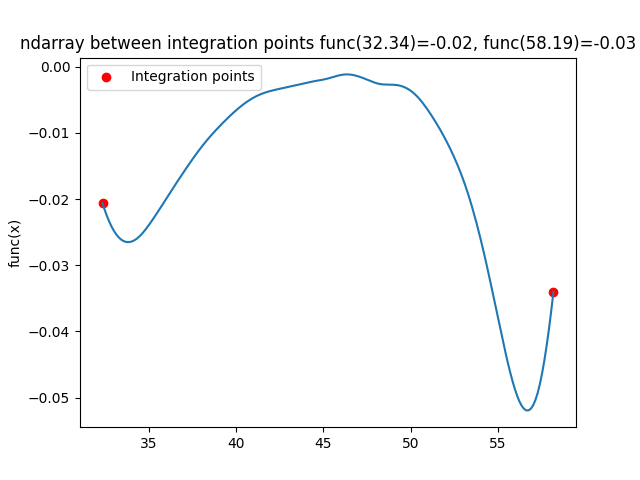 ndarray between integration points func(32.34)=-0.02, func(58.19)=-0.03
Integration points
func(x)
0.00
−0.01
−0.02
−0.03
−0.04
−0.05
35 40 45 50 55